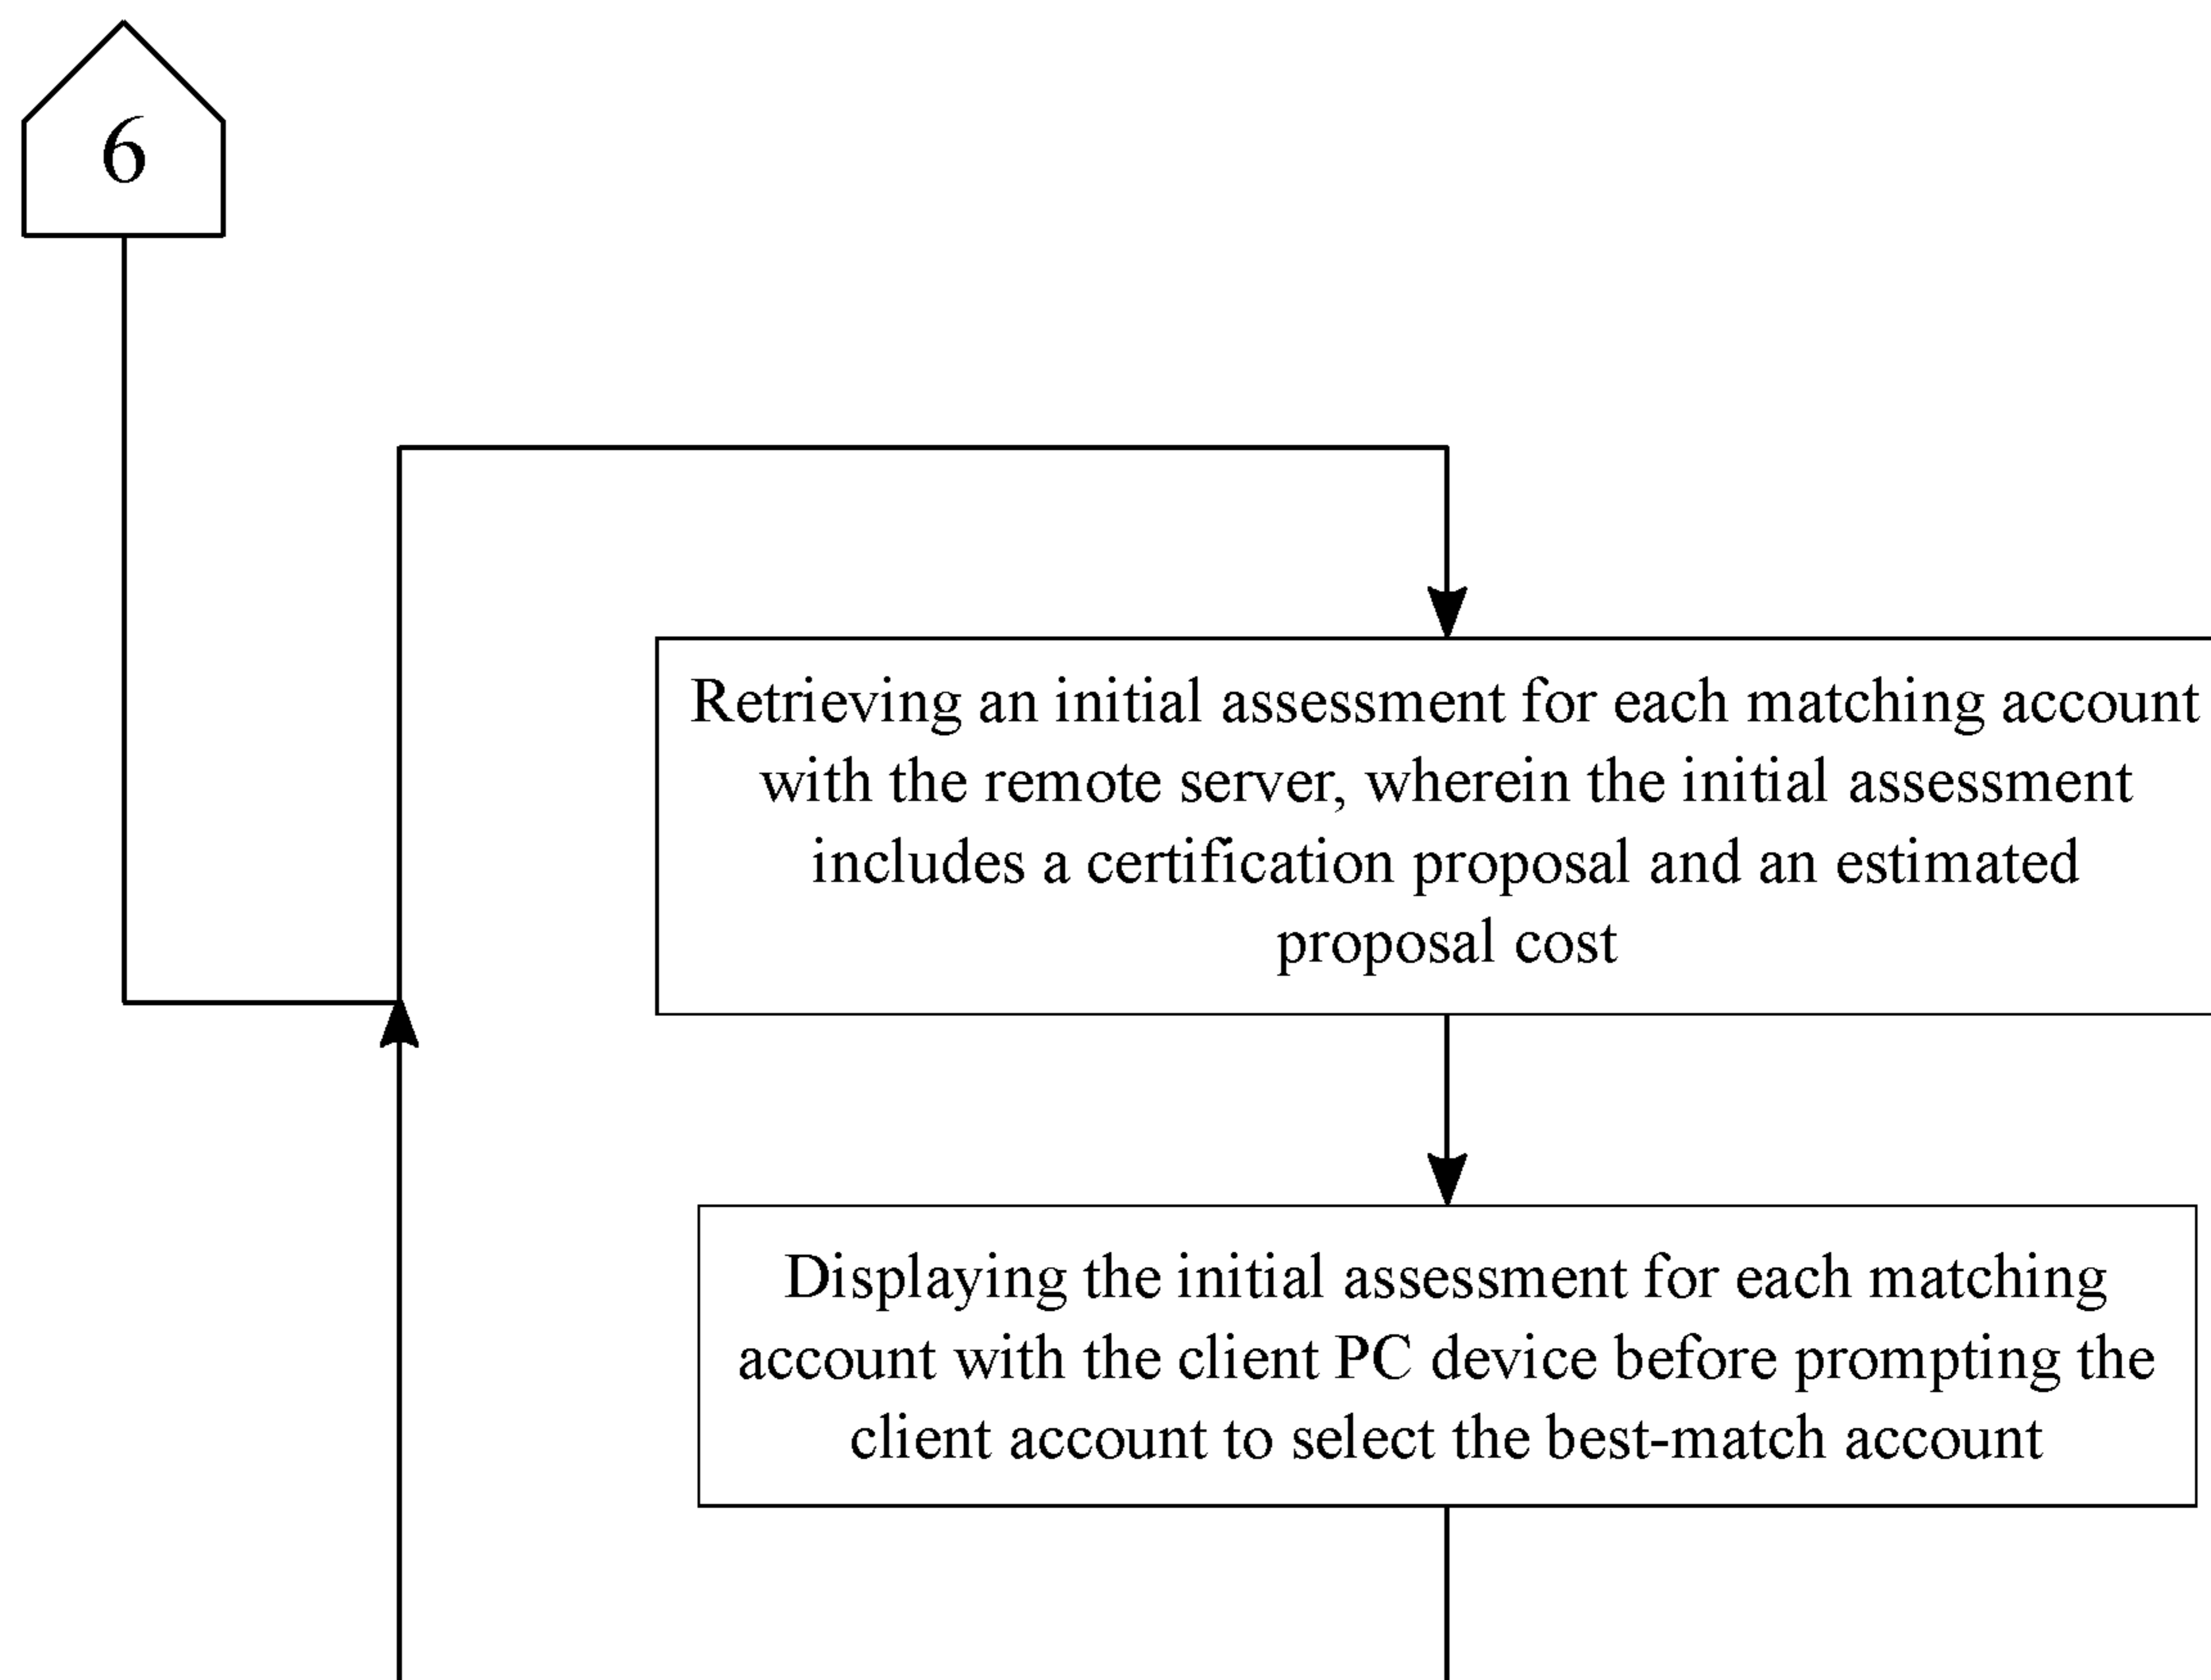 6
Retrieving an initial assessment for each matching account
with the remote server, wherein the initial assessment
includes a certification proposal and an estimated
proposal cost
Displaying the initial assessment for each matching
account with the client PC device before prompting the
client account to select the best-match account